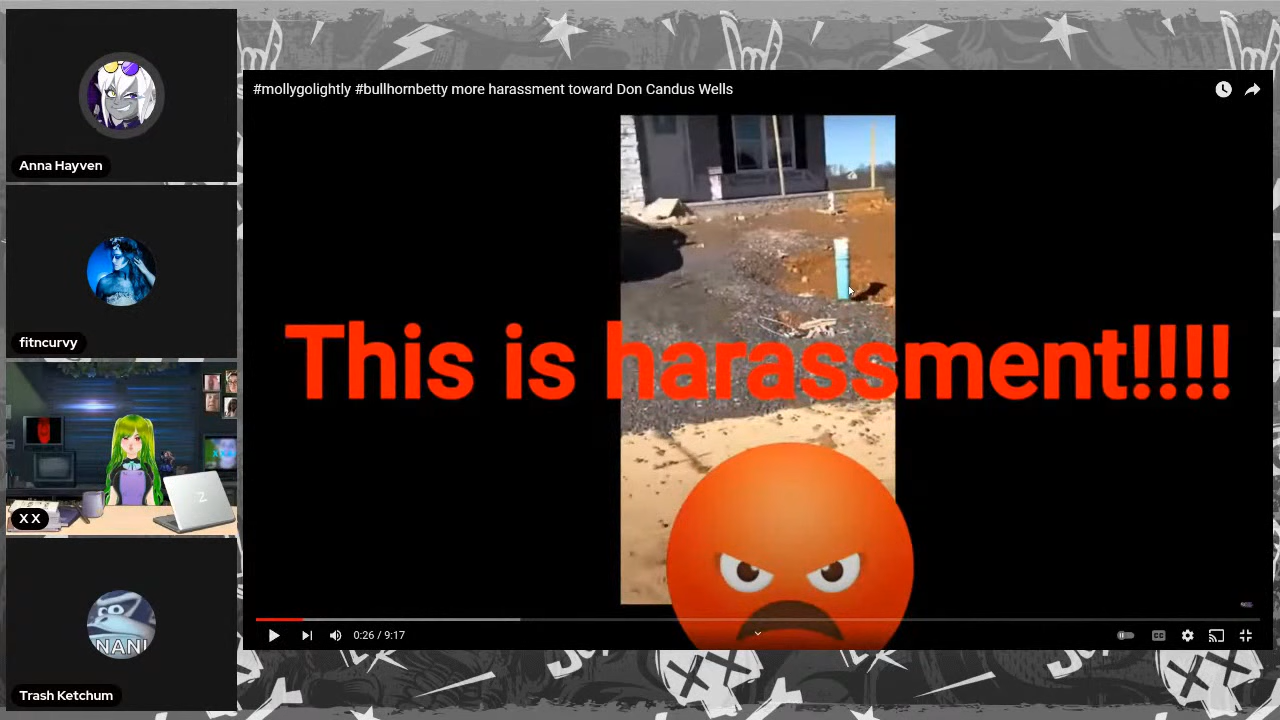 Anna Hayven
fitncurvy
Z
X X
NANI
Trash Ketchum
#mollygolightly #bullhornbetty more harassment toward Don Candus Wells
This is harassment!!!!
0:26 / 9:17
CC